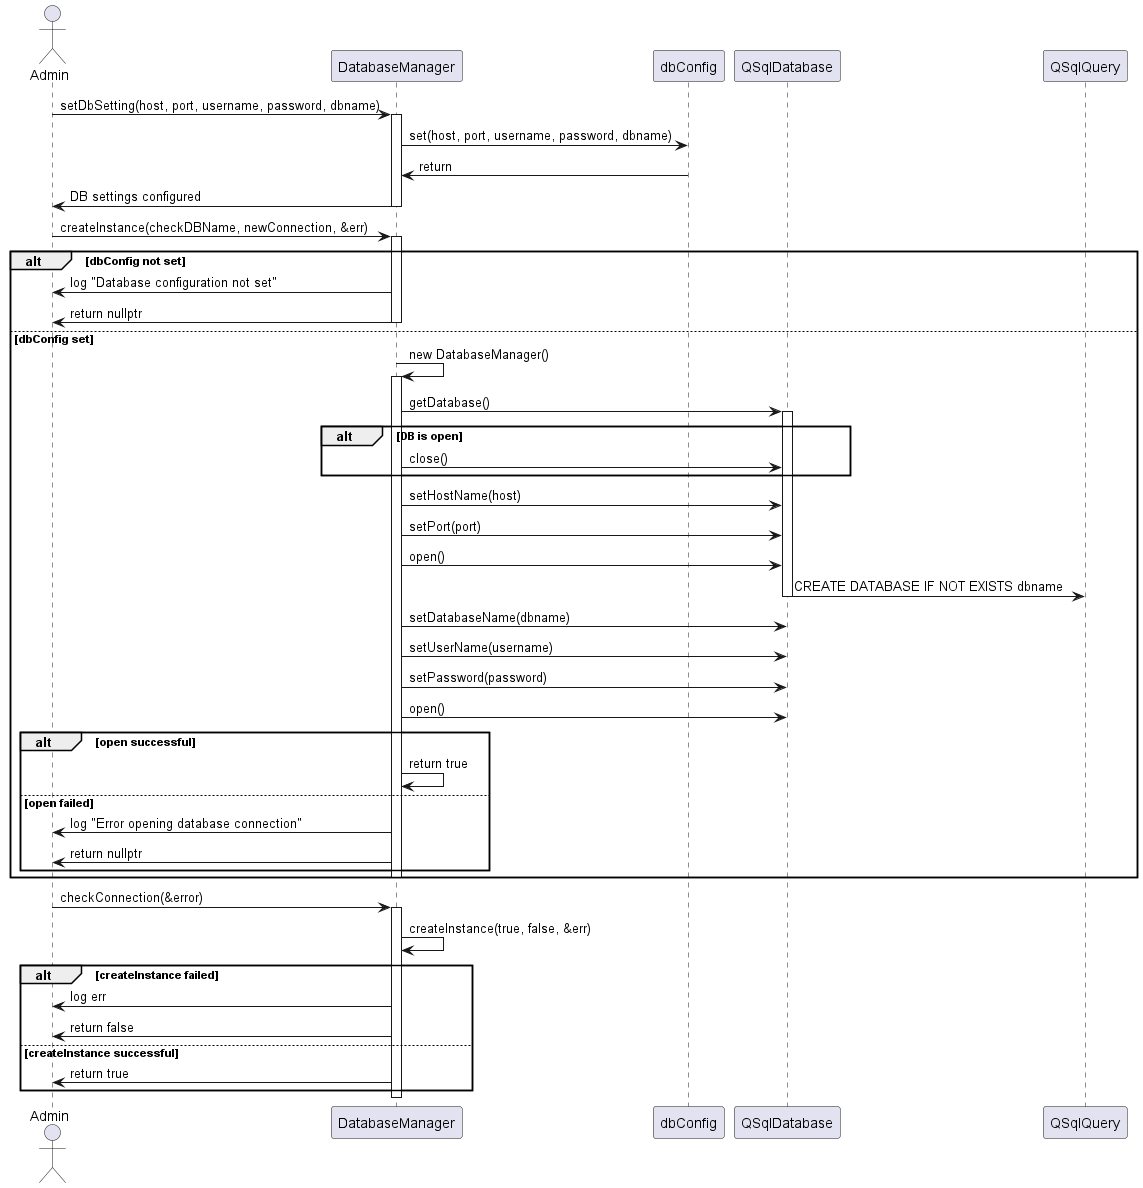 Admin
DatabaseManager
dbConfig
QSqlDatabase
QSqlQuery
setDbSetting(host, port, username, password, dbname)
set(host, port, username, password, dbname)
return
DB settings configured
createInstance(checkDBName, newConnection, &err)
alt
[dbConfig not set]
log "Database configuration not set"
return nullptr
[dbConfig set]
new DatabaseManager()
getDatabase()
alt
[DB is open]
close()
setHostName(host)
setPort(port)
open()
CREATE DATABASE IF NOT EXISTS dbname
setDatabaseName(dbname)
setUserName(username)
setPassword(password)
open()
alt
[open successful]
return true
[open failed]
log "Error opening database connection"
return nullptr
checkConnection(&error)
createInstance(true, false, &err)
alt
[createInstance failed]
log err
return false
[createInstance successful]
return true
Admin
DatabaseManager
dbConfig
QSqlDatabase
QSqlQuery